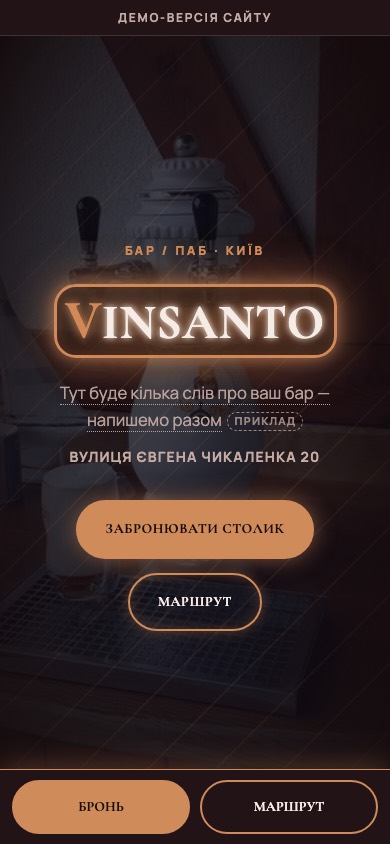 ДЕМО-ВЕРСІЯ САЙТУ
БАР / ПАБ · КИЇВ
VINSANTO
Тут буде кілька слів про ваш бар —
напишемо разом ПРИКЛАД
ВУЛИЦЯ ЄВГЕНА ЧИКАЛЕНКА 20
ЗАБРОНЮВАТИ СТОЛИК
МАРШРУТ
БРОНЬ МАРШРУТ